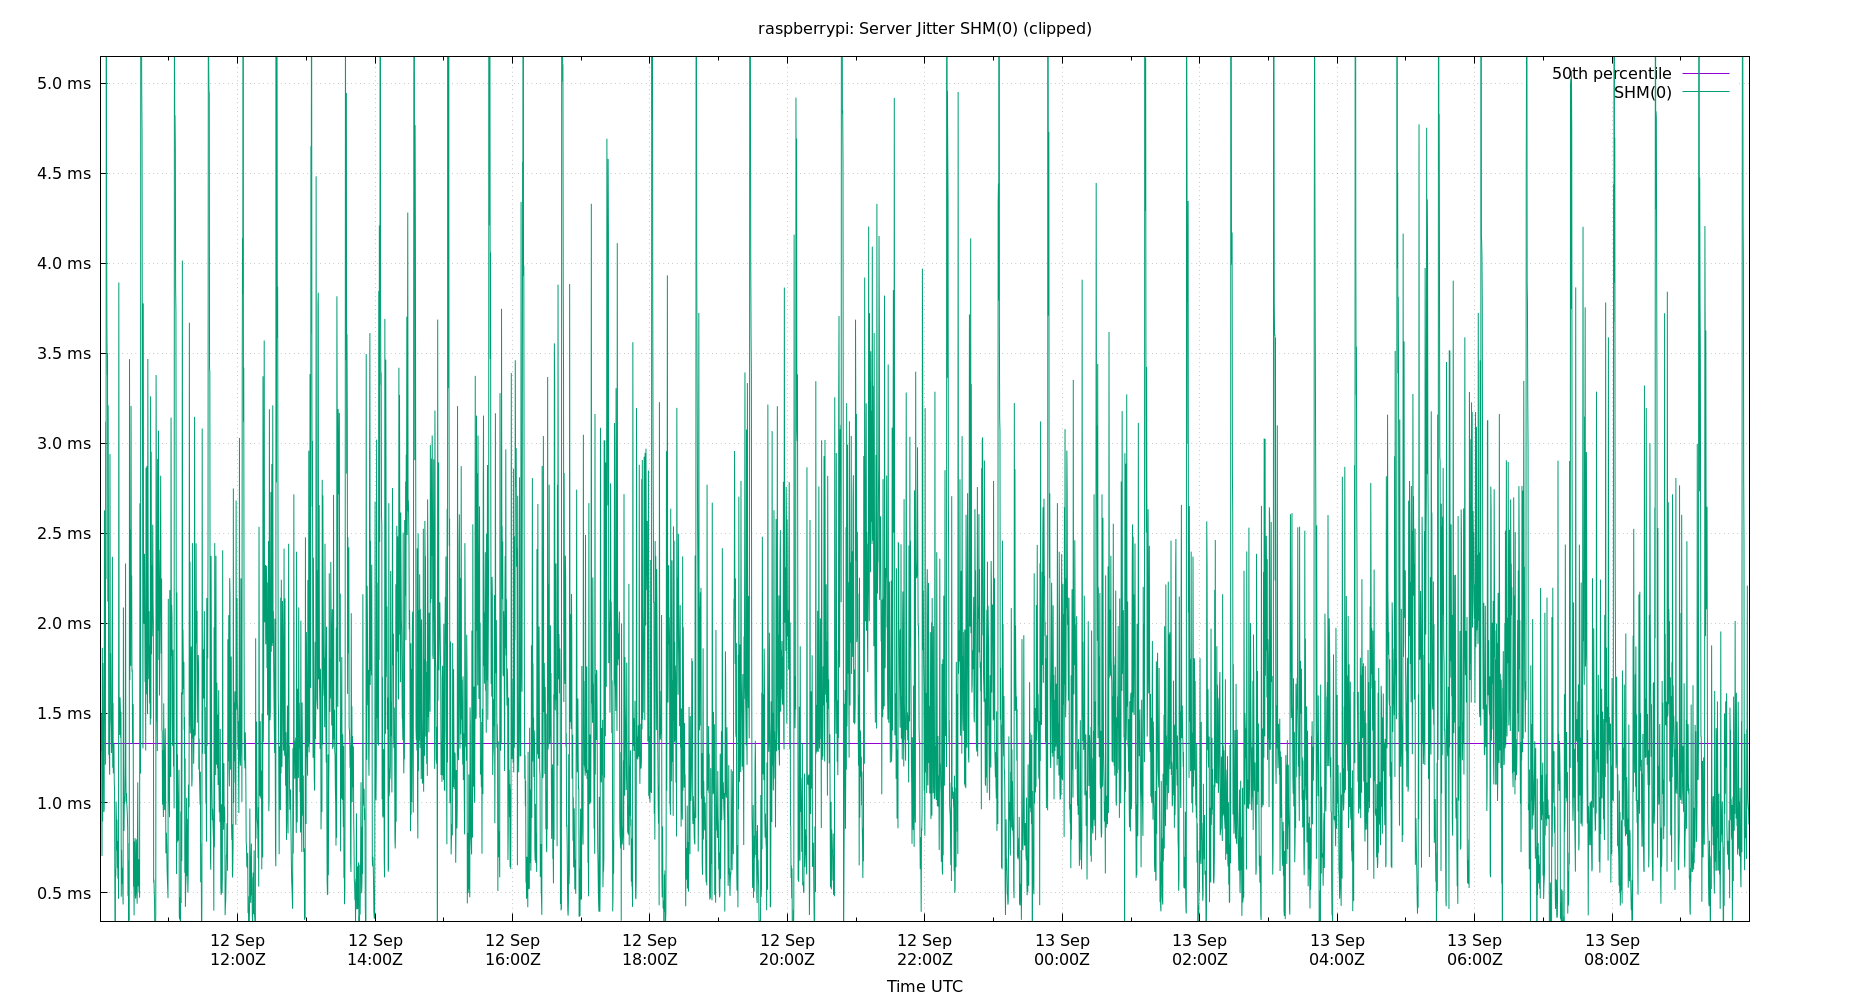 raspberrypi: Server Jitter SHM(0) (clipped)
5.0 ms
4.5 ms
4.0 ms
3.5 ms
3.0 ms
2.5 ms
2.0 ms
1.5 ms
1.0 ms
0.5 ms
50th percentile
SHM(0)
12 Sep 12 Sep 12 Sep 12 Sep 12 Sep 12 Sep 13 Sep 13 Sep 13 Sep 13 Sep 13 Sep
12:00Z 14:00Z 16:00Z 18:00Z 20:00Z 22:00Z 00:00Z 02:00Z 04:00Z 06:00Z 08:00Z
Time UTC